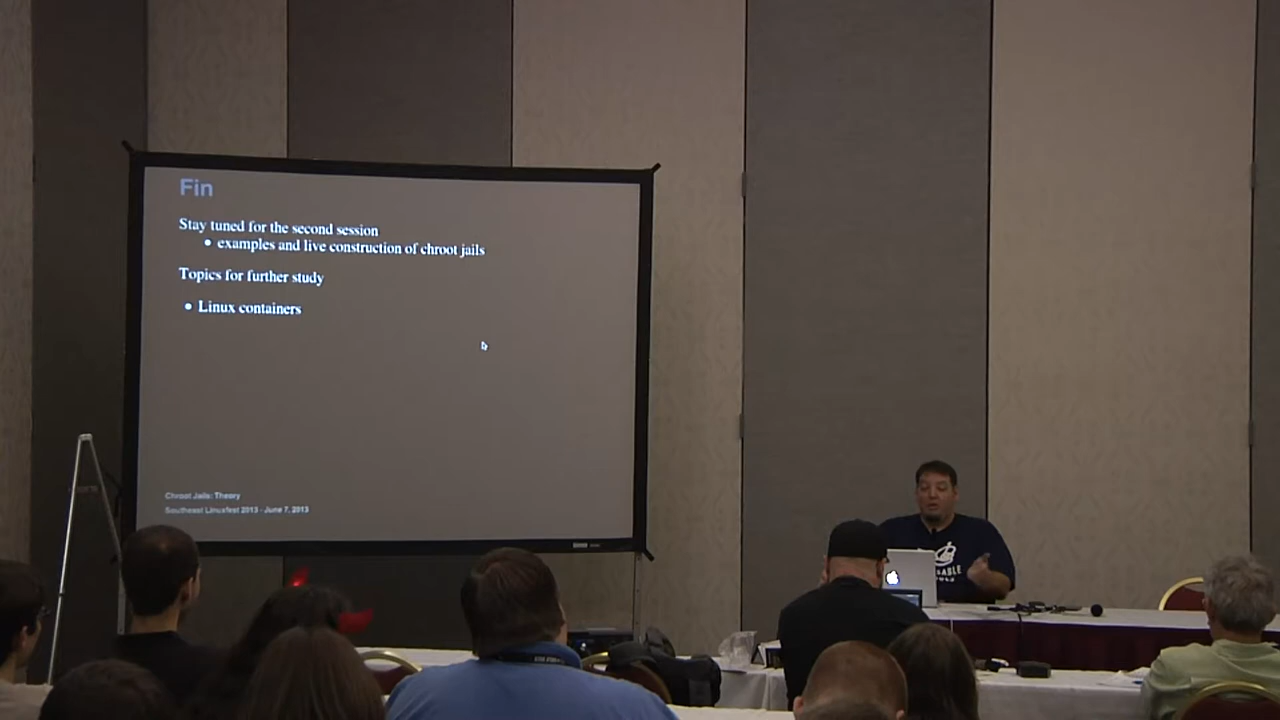 Fin
Stay tuned for the second session
• examples and live construction of chroot jails
Topics for further study
• Linux containers
Chroot Jails: Theory
Southeast Linuxfest 2013 - June 7, 2013